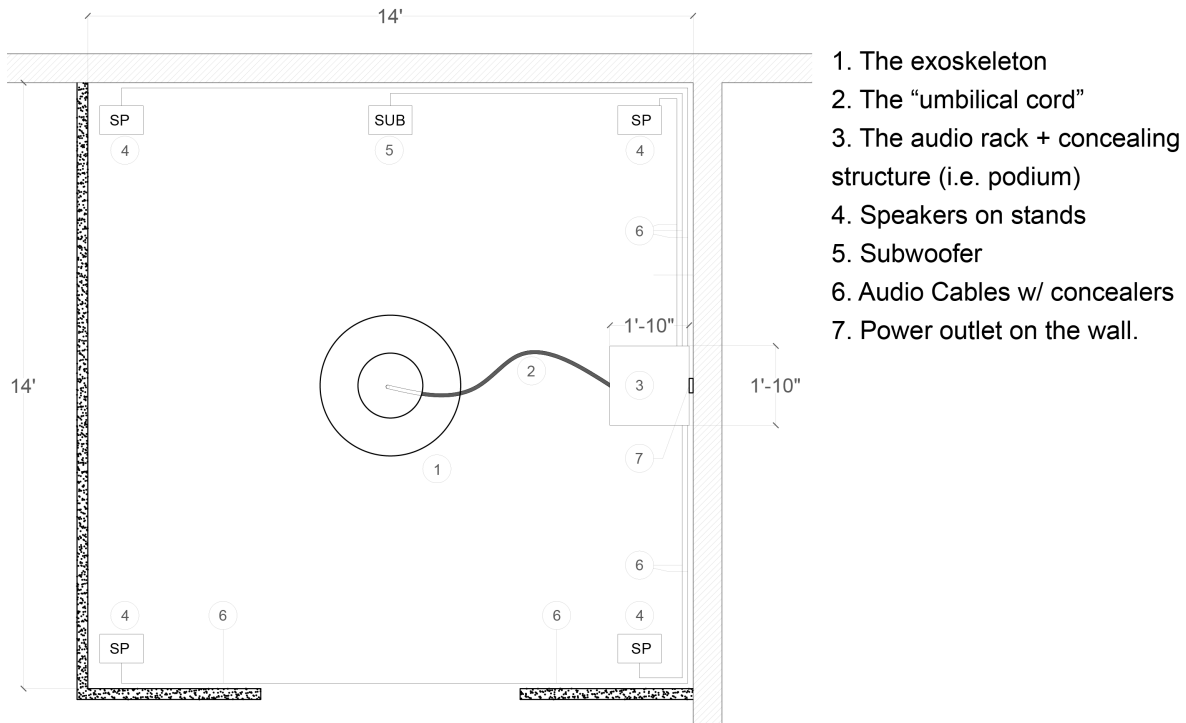 14'
1. The exoskeleton
2. The “umbilical cord”
3. The audio rack + concealing
structure (i.e. podium)
4. Speakers on stands
5. Subwoofer
6. Audio Cables w/ concealers
7. Power outlet on the wall.
SP
SUB
SP
4
5
4
6
1'-10"
14'
2
3
1'-10"
1
7
6
4
6
6
4
SP
SP